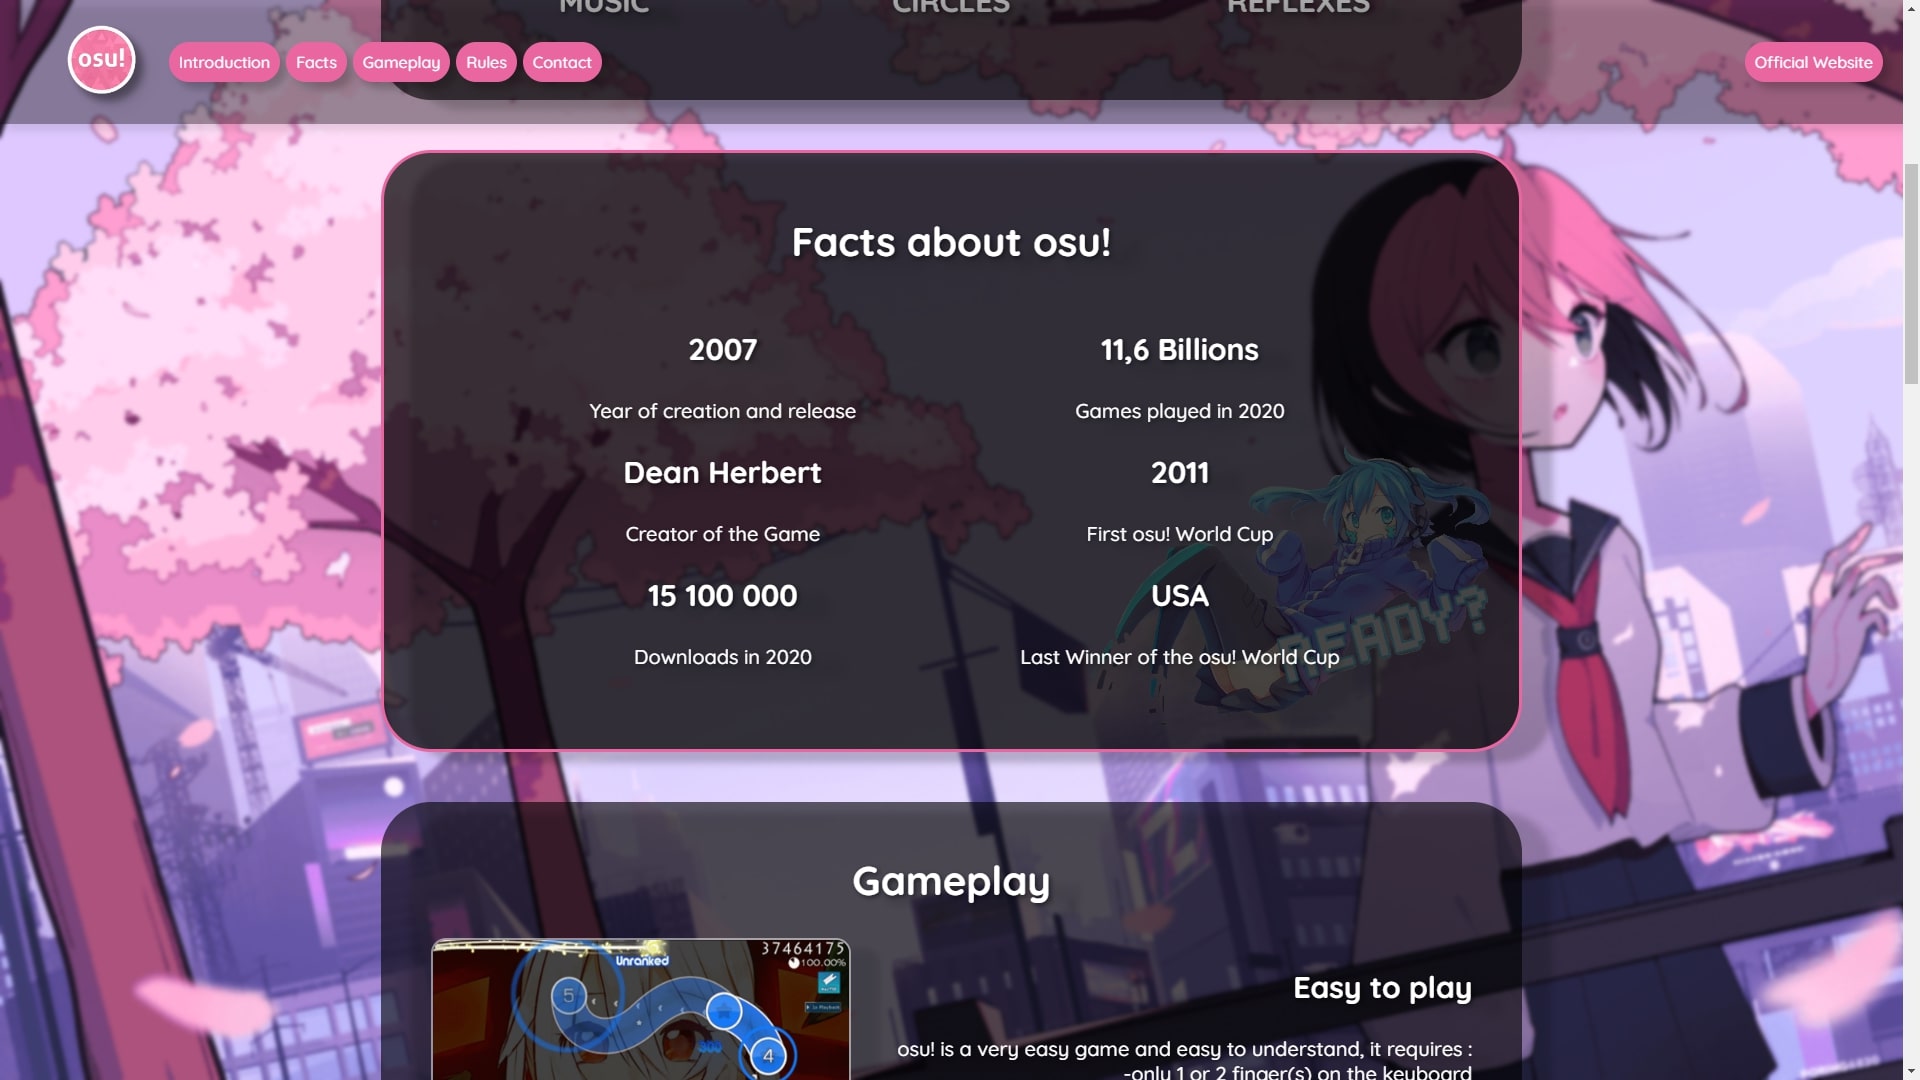 MUSIC CIRCLES REFLEXES
osu! Introduction Facts Gameplay Rules Contact Official Website
Facts about osu!
2007 11,6 Billions
Year of creation and release Games played in 2020
Dean Herbert 2011
Creator of the Game First osu! World Cup
15 100 000 USA
READY?
Downloads in 2020 Last Winner of the osu! World Cup
Gameplay
37464175
Unranked
100.00%
5
4
300
Easy to play
osu! is a very easy game and easy to understand, it requires :
-only 1 or 2 finger(s) on the keyboard